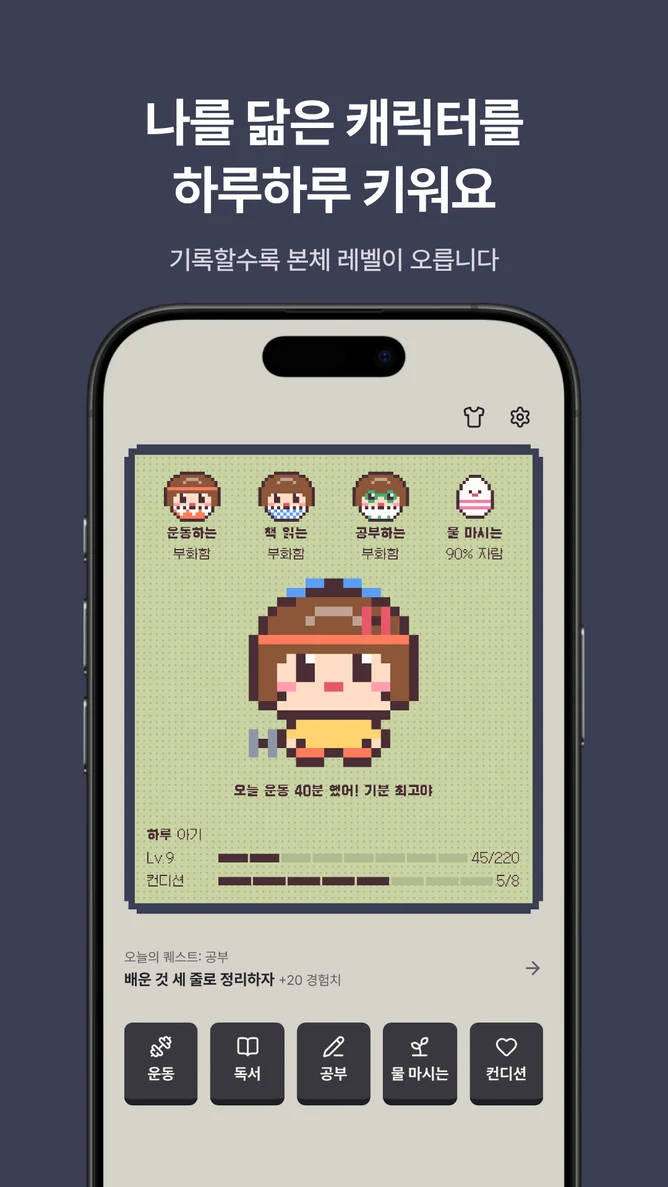 나를 닮은 캐릭터를
하루하루 키워요
기록할수록 본체 레벨이 오릅니다
운동하는 책 읽는 공부하는 물 마시는
부화함 부화함 부화함 90% 자람
오늘 운동 40분 했어! 기분 최고야
하루 아기
Lv.9 45/220
컨디션 5/8
오늘의 퀘스트: 공부
배운 것 세 줄로 정리하자 +20 경험치
운동 독서 공부 물 마시는 컨디션